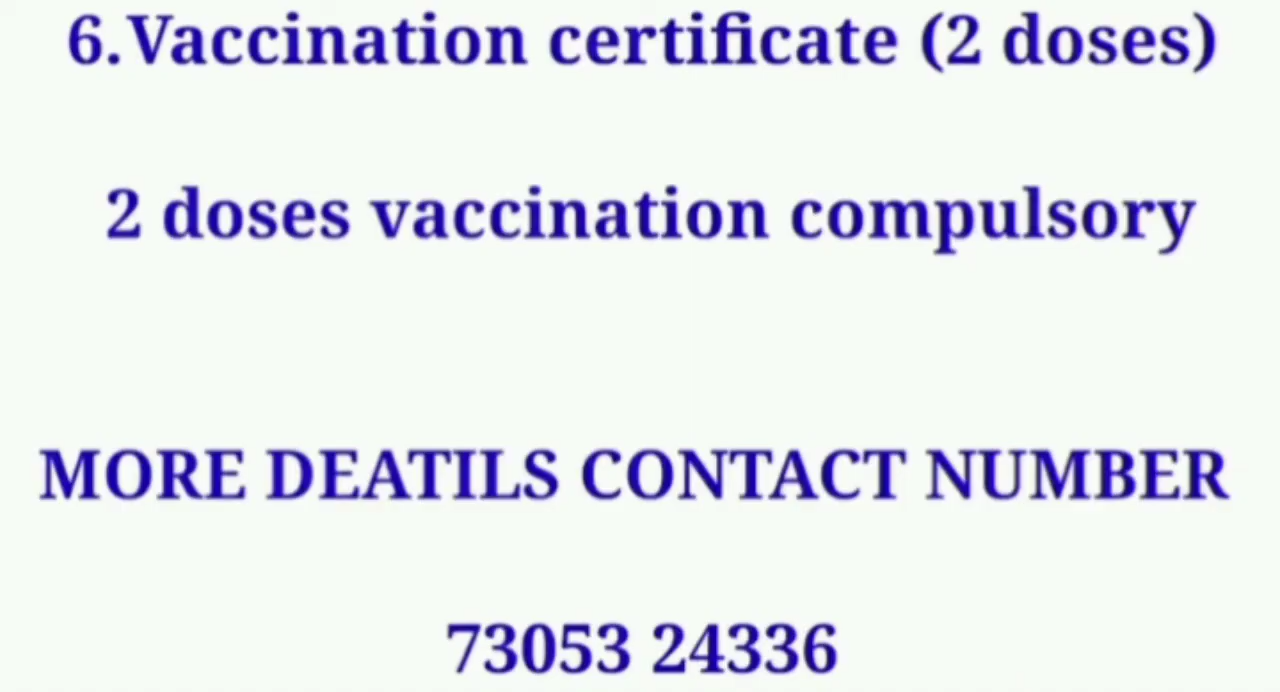 6.Vaccination certificate (2 doses)
2 doses vaccination compulsory
MORE DEATILS CONTACT NUMBER
73053 24336